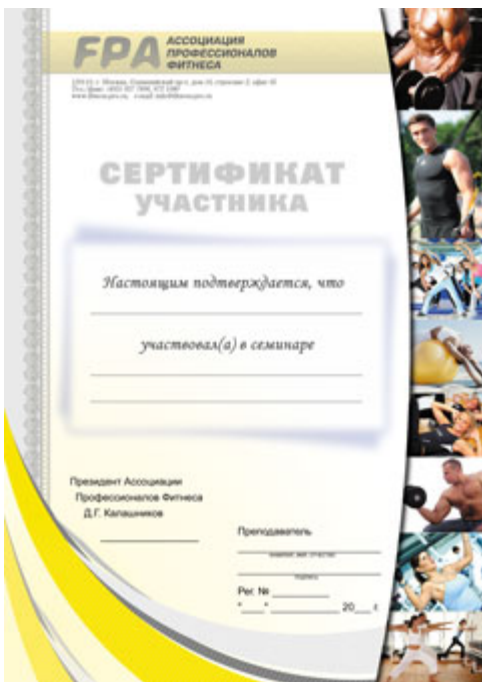 FPA
АССОЦИАЦИЯ
ПРОФЕССИОНАЛОВ
ФИТНЕСА
СЕРТИФИКАТ
УЧАСТНИКА
Настоящим подтверждается, что
участвовал(а) в семинаре
Президент Ассоциации
Профессионалов Фитнеса
Д.Г. Калашников
Преподаватель
подпись
Рег. № 
" " 20 г.